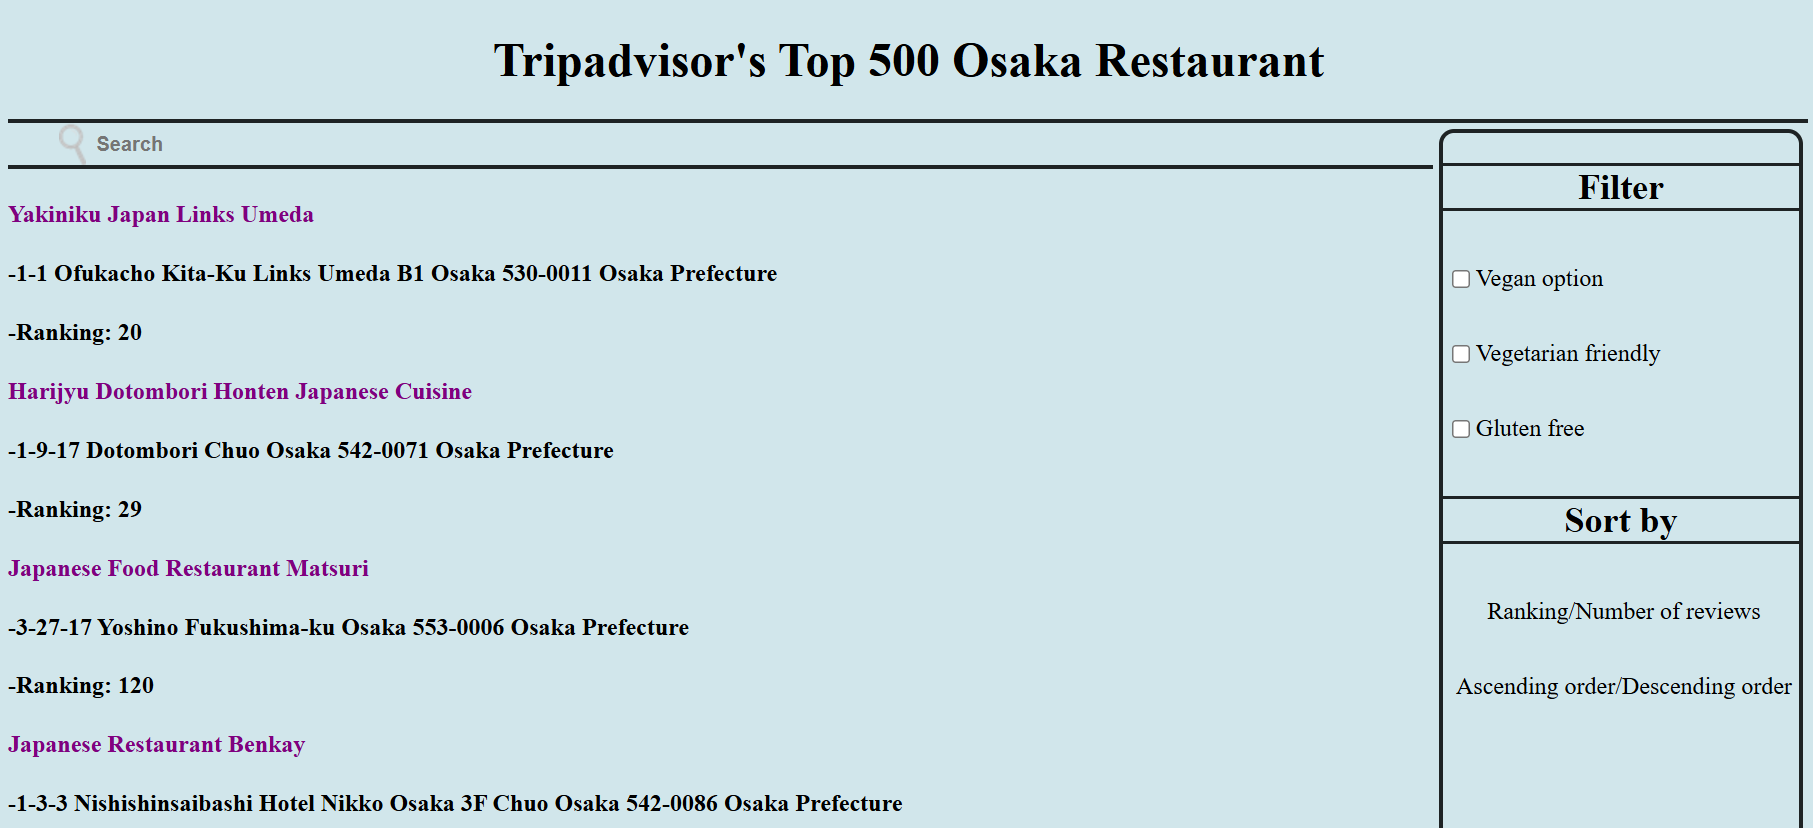 Tripadvisor's Top 500 Osaka Restaurant
Search
Yakiniku Japan Links Umeda
-1-1 Ofukacho Kita-Ku Links Umeda B1 Osaka 530-0011 Osaka Prefecture
-Ranking: 20
Harijyu Dotombori Honten Japanese Cuisine
-1-9-17 Dotombori Chuo Osaka 542-0071 Osaka Prefecture
-Ranking: 29
Japanese Food Restaurant Matsuri
-3-27-17 Yoshino Fukushima-ku Osaka 553-0006 Osaka Prefecture
-Ranking: 120
Japanese Restaurant Benkay
-1-3-3 Nishishinsaibashi Hotel Nikko Osaka 3F Chuo Osaka 542-0086 Osaka Prefecture
Filter
Vegan option
Vegetarian friendly
Gluten free
Sort by
Ranking/Number of reviews
Ascending order/Descending order